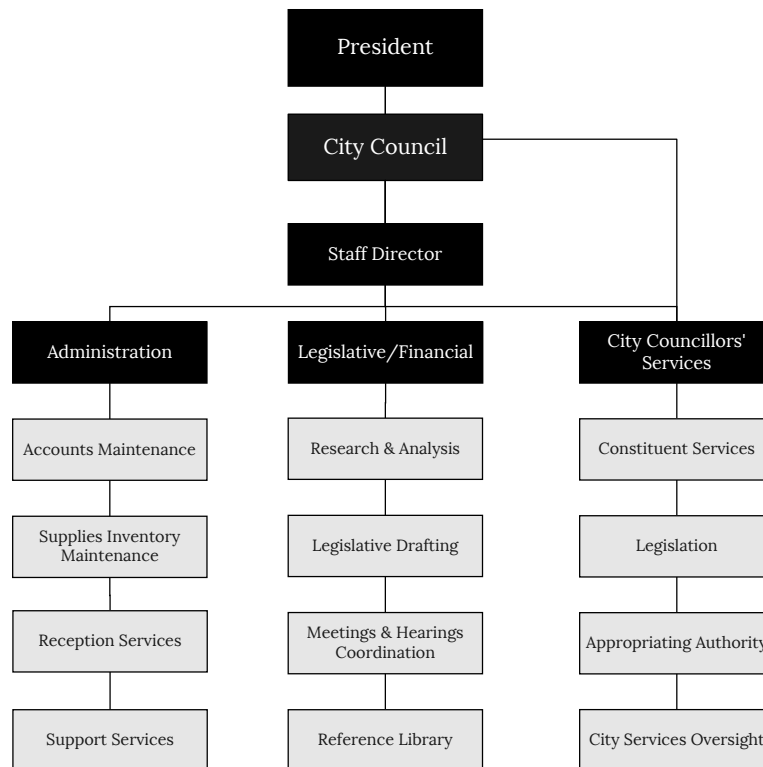 President
City Council
Staff Director
Administration
Legislative/Financial
City Councillors'
Services
Accounts Maintenance
Research & Analysis
Constituent Services
Supplies Inventory
Maintenance
Legislative Drafting
Legislation
Reception Services
Meetings & Hearings
Coordination
Appropriating Authority
Support Services
Reference Library
City Services Oversight